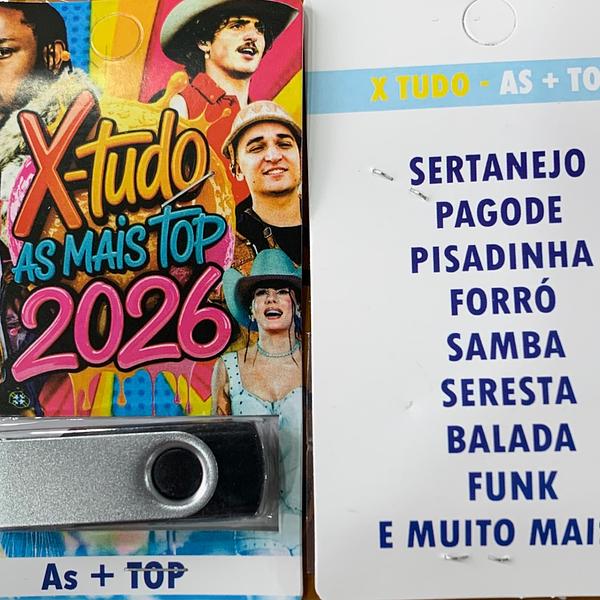 X-tudo
AS MAIS TOP
2026
As + TOP
X TUDO - AS + TO
SERTANEJO
PAGODE
PISADINHA
FORRÓ
SAMBA
SERESTA
BALADA
FUNK
E MUITO MAIS